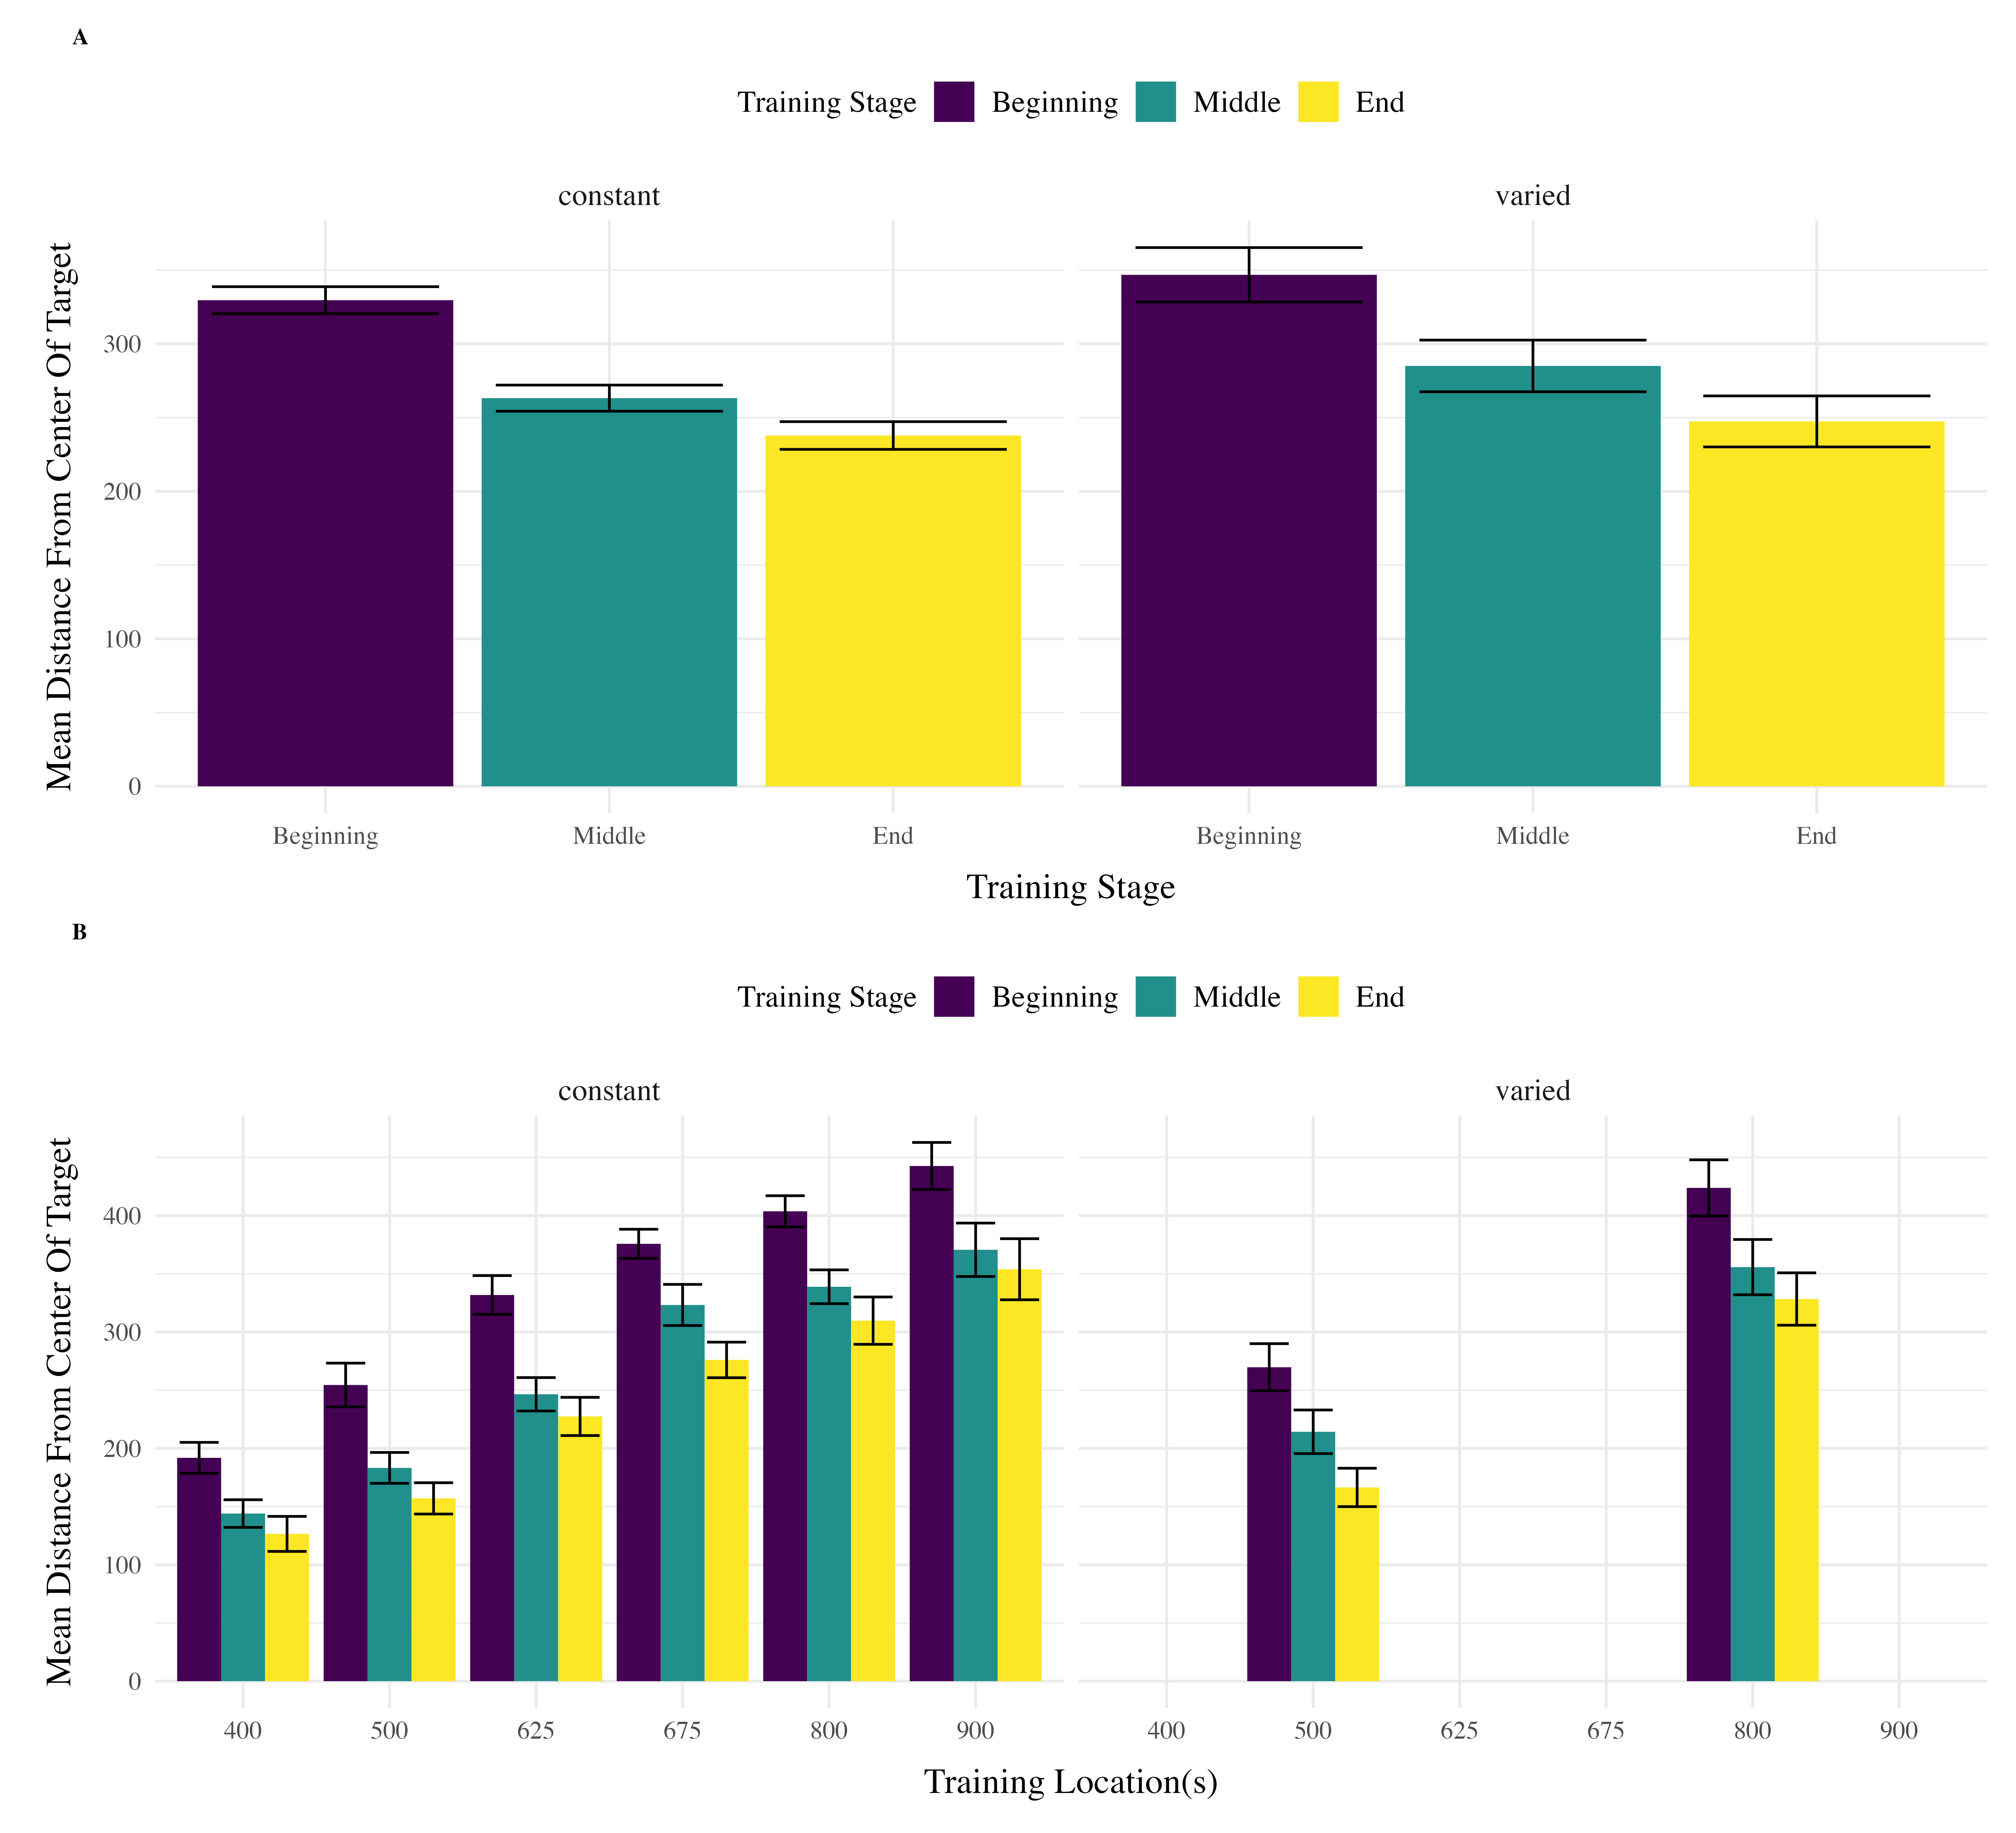 A
Training Stage Beginning Middle End
constant varied
Mean Distance From Center Of Target
300
200
100
0
Beginning Middle End Beginning Middle End
Training Stage
B
Training Stage Beginning Middle End
constant varied
Mean Distance From Center Of Target
400
300
200
100
0
400 500 625 675 800 900 400 500 625 675 800 900
Training Location(s)